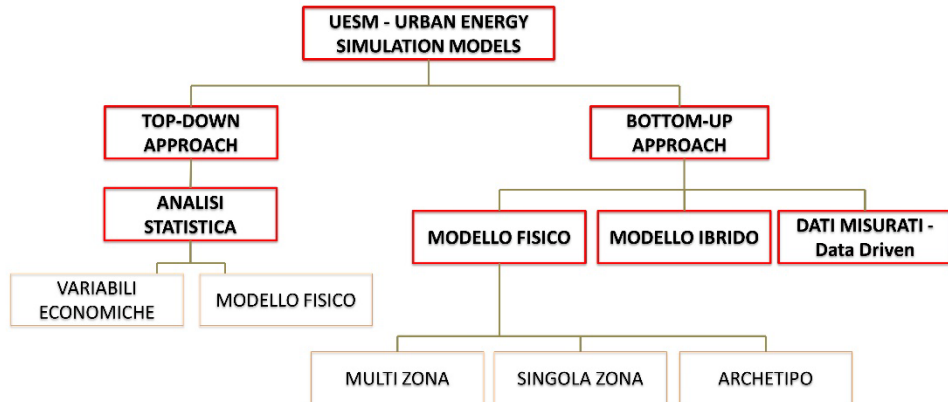 UESM - URBAN ENERGY
SIMULATION MODELS
TOP-DOWN
APPROACH
BOTTOM-UP
APPROACH
ANALISI
STATISTICA
MODELLO FISICO
MODELLO IBRIDO
DATI MISURATI -
Data Driven
VARIABILI
ECONOMICHE
MODELLO FISICO
MULTI ZONA
SINGOLA ZONA
ARCHETIPO